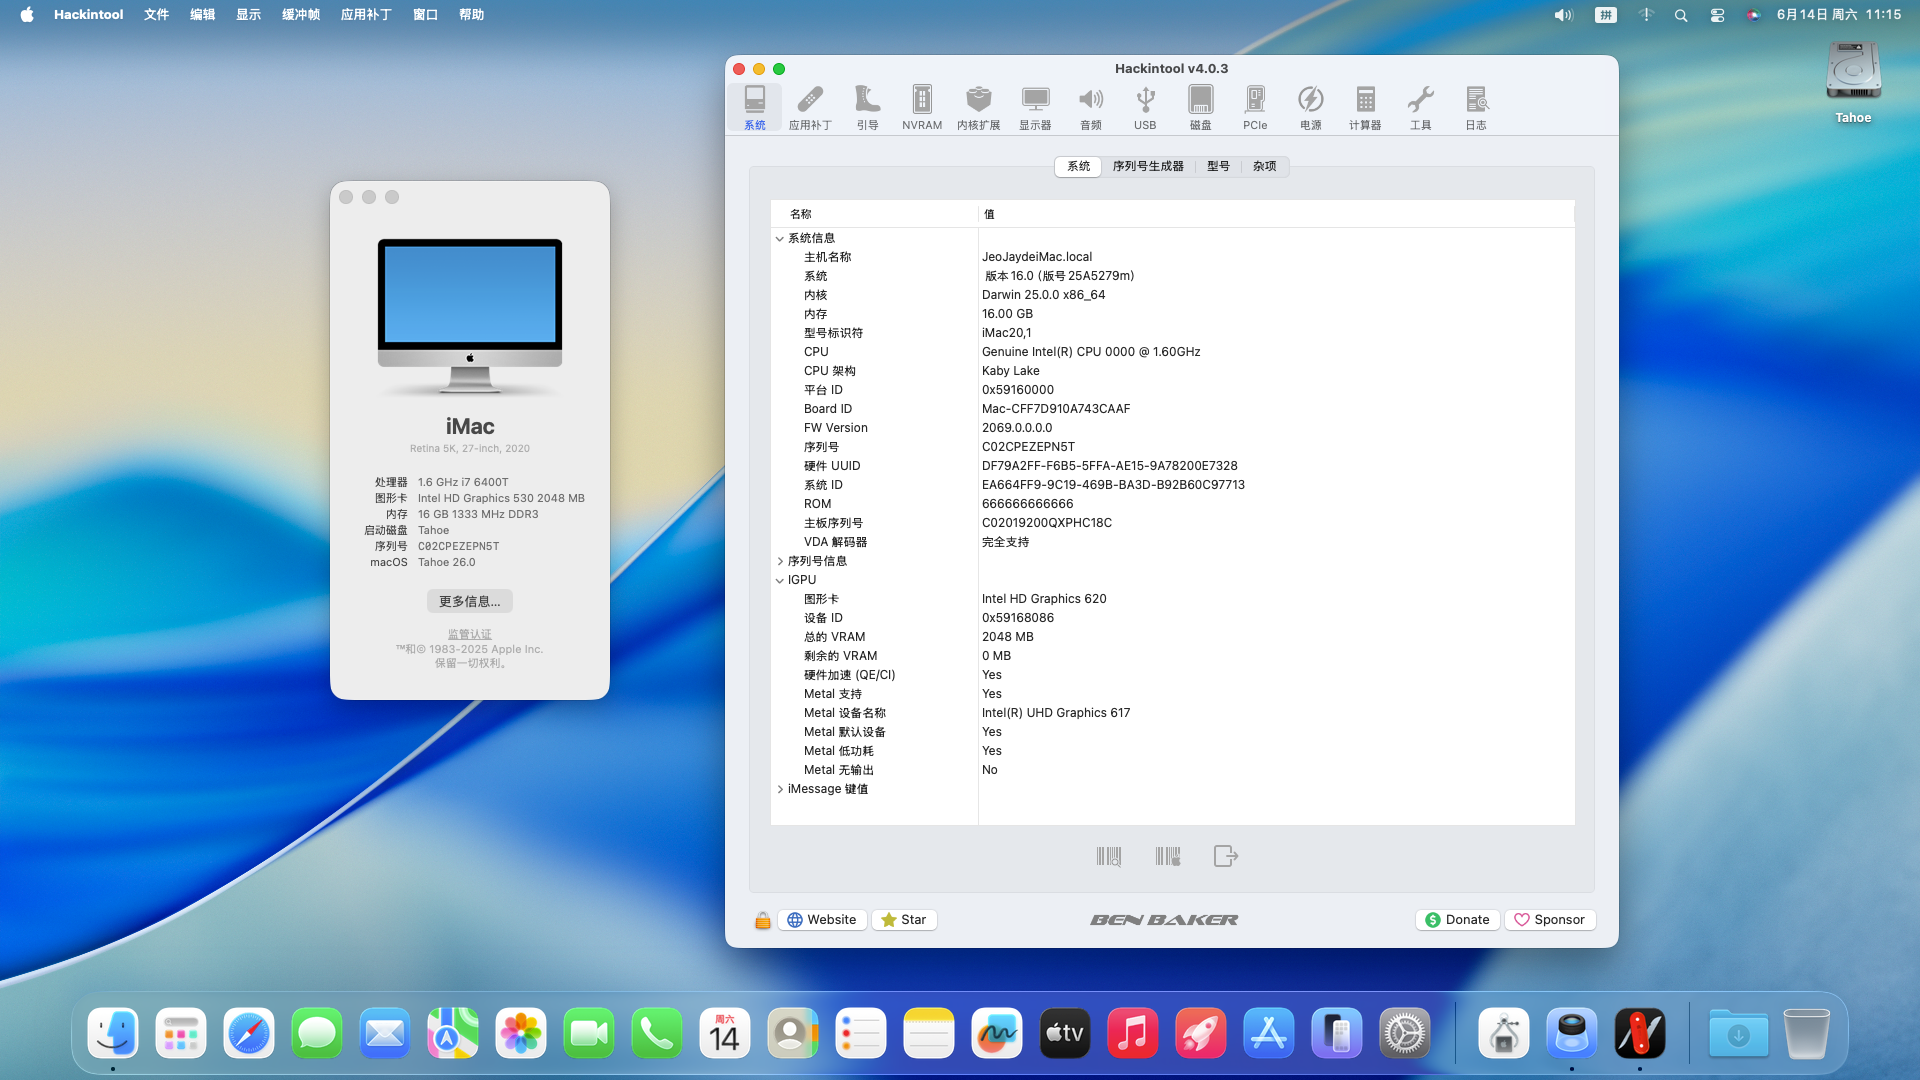 Hackintool 文件 编辑 显示 缓冲帧 应用补丁 窗口 帮助
拼 6月14日 周六 11:15
Tahoe
Hackintool v4.0.3
系统 应用补丁 引导 NVRAM 内核扩展 显示器 音频 USB 磁盘 PCIe 电源 计算器 工具 日志
系统 序列号生成器 型号 杂项
名称 值
系统信息
主机名称 JeoJaydeiMac.local
系统 版本 16.0 (版号 25A5279m)
内核 Darwin 25.0.0 x86_64
内存 16.00 GB
型号标识符 iMac20,1
CPU Genuine Intel(R) CPU 0000 @ 1.60GHz
CPU 架构 Kaby Lake
平台 ID 0x59160000
Board ID Mac-CFF7D910A743CAAF
FW Version 2069.0.0.0.0
序列号 C02CPEZEPN5T
硬件 UUID DF79A2FF-F6B5-5FFA-AE15-9A78200E7328
系统 ID EA664FF9-9C19-469B-BA3D-B92B60C97713
ROM 666666666666
主板序列号 C02019200QXPHC18C
VDA 解码器 完全支持
序列号信息
IGPU
图形卡 Intel HD Graphics 620
设备 ID 0x59168086
总的 VRAM 2048 MB
剩余的 VRAM 0 MB
硬件加速 (QE/CI) Yes
Metal 支持 Yes
Metal 设备名称 Intel(R) UHD Graphics 617
Metal 默认设备 Yes
Metal 低功耗 Yes
Metal 无输出 No
iMessage 键值
Website Star BEN BAKER Donate Sponsor
iMac
Retina 5K, 27-inch, 2020
处理器 1.6 GHz i7 6400T
图形卡 Intel HD Graphics 530 2048 MB
内存 16 GB 1333 MHz DDR3
启动磁盘 Tahoe
序列号 C02CPEZEPN5T
macOS Tahoe 26.0
更多信息...
监管认证
™和© 1983-2025 Apple Inc.
保留一切权利。
周六
14
tv